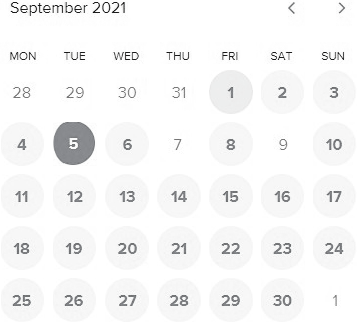 September 2021
MON TUE WED THU FRI SAT SUN
28 29 30 31 1 2 3
4 5 6 7 8 9 10
11 12 13 14 15 16 17
18 19 20 21 22 23 24
25 26 27 28 29 30 1